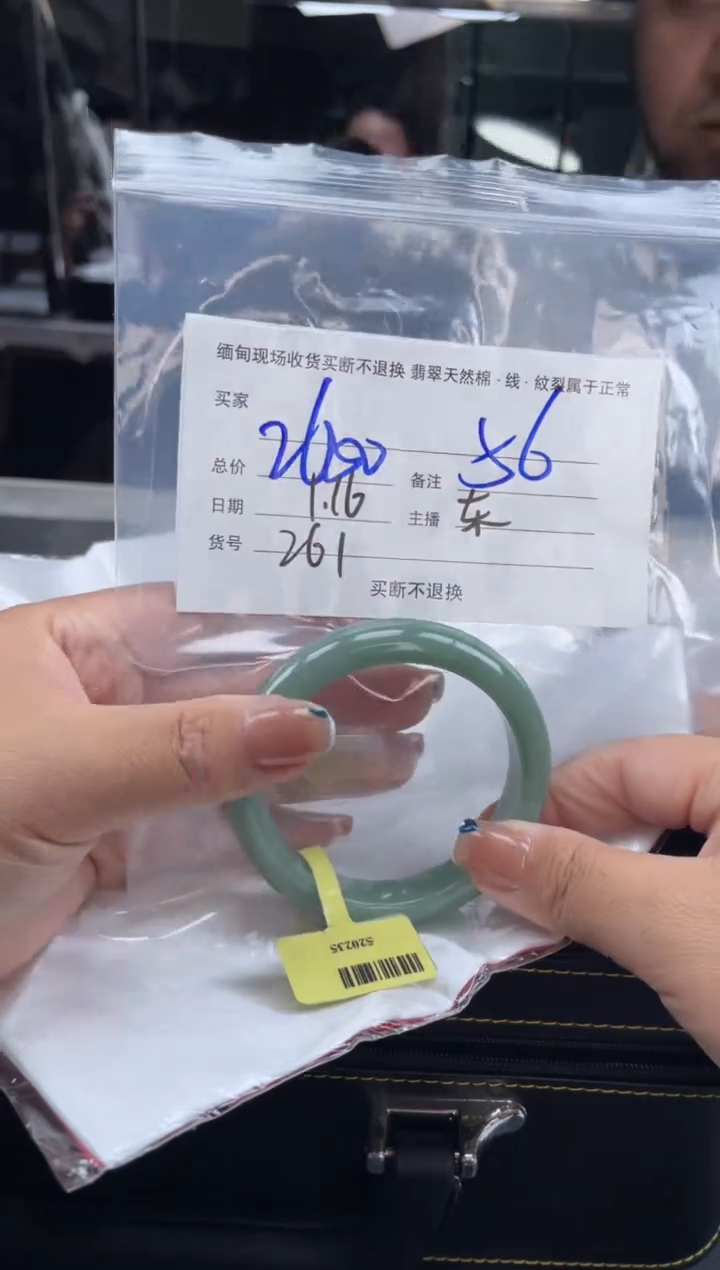 缅甸现场收货买断不退换 翡翠天然棉·线·紋裂属于正常
买家
总价 备注 56
日期 1.16 主播 东
货号 261
买断不退换
520235